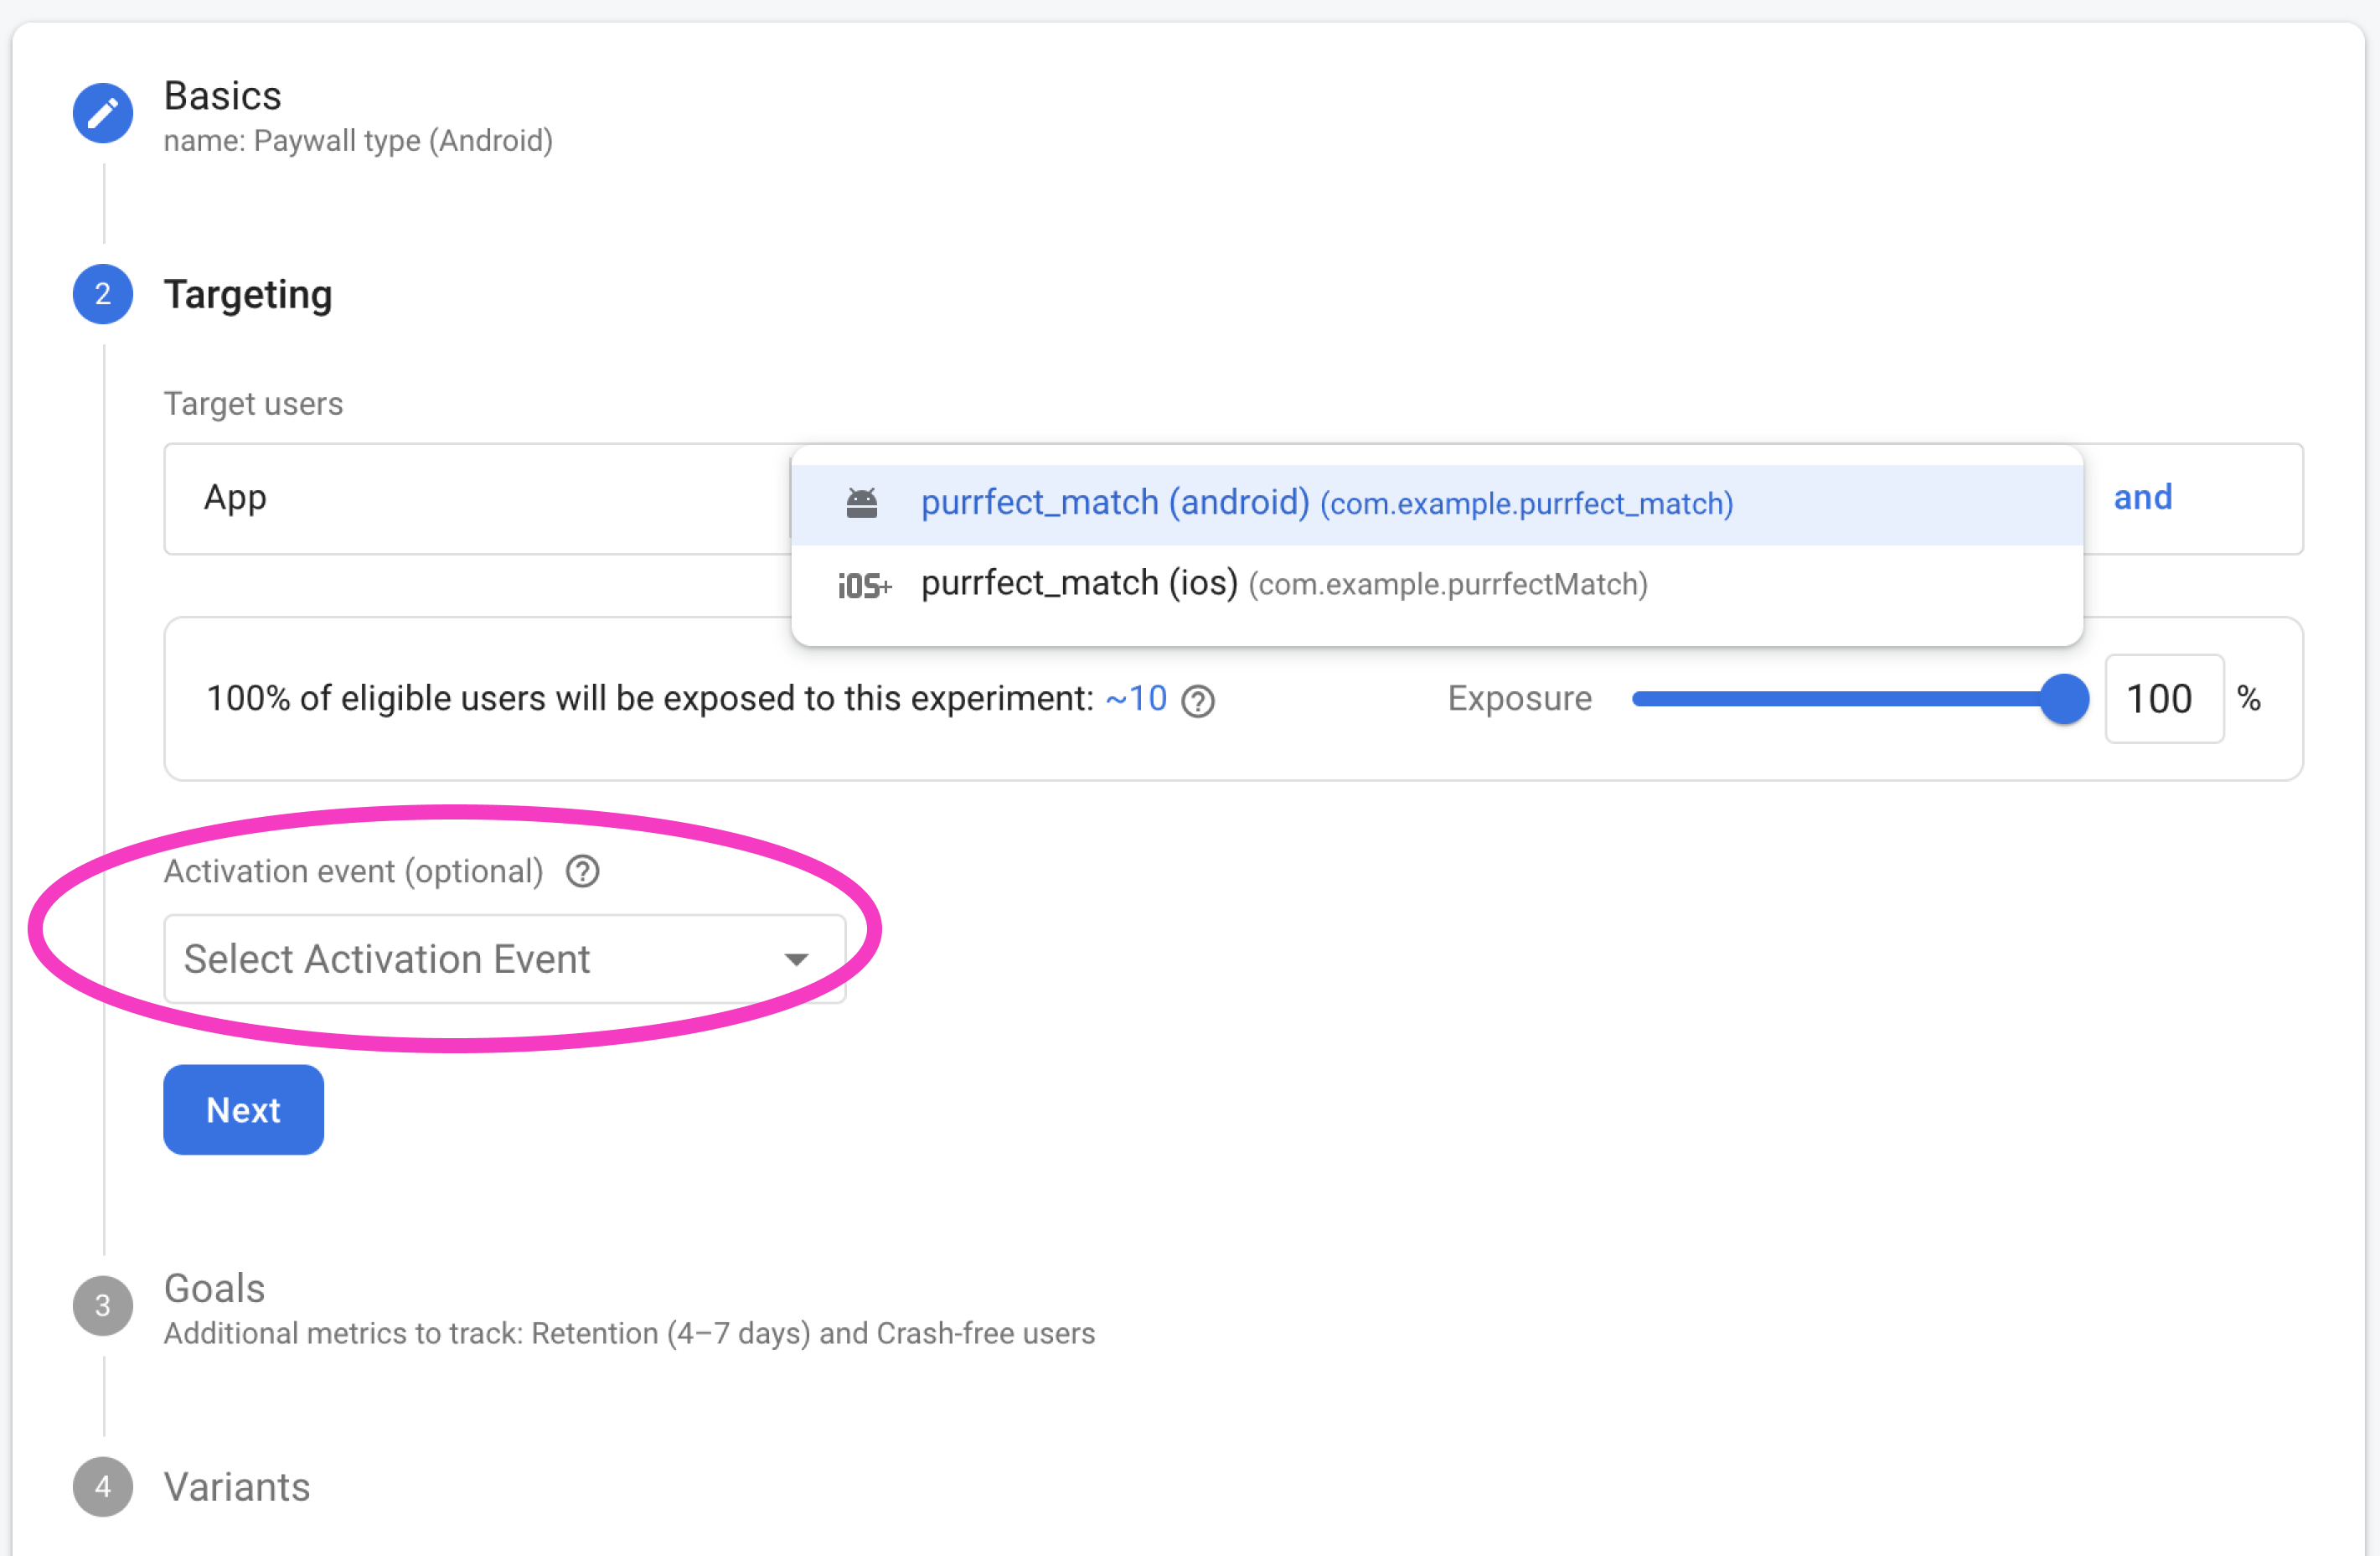 Basics
name: Paywall type (Android)
2 Targeting
Target users
App
purrfect_match (android) (com.example.purrfect_match)
and
iOS+ purrfect_match (ios) (com.example.purrfectMatch)
100% of eligible users will be exposed to this experiment: ~10 ? Exposure 100 %
Activation event (optional) ?
Select Activation Event
Next
3 Goals
Additional metrics to track: Retention (4–7 days) and Crash-free users
4 Variants